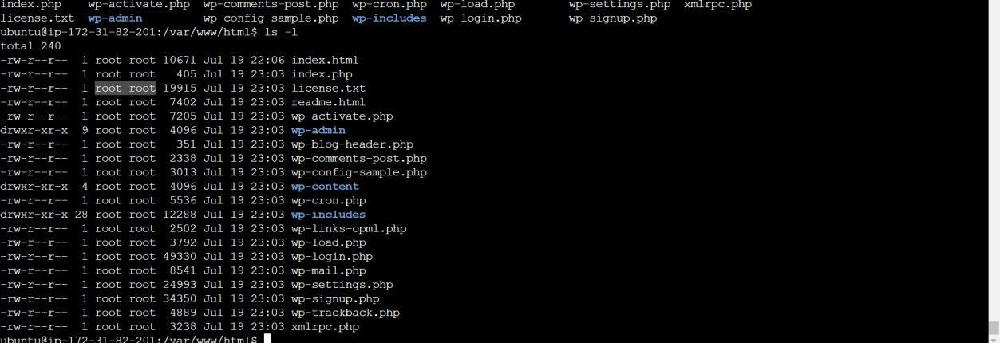 index.php    wp-activate.php  wp-comments-post.php  wp-cron.php  wp-load.php        wp-settings.php  xmlrpc.php
license.txt  wp-admin         wp-config-sample.php  wp-includes  wp-login.php       wp-signup.php
ubuntu@ip-172-31-82-201:/var/www/html$ ls -l
total 240
-rw-r--r--  1 root root 10671 Jul 19 22:06 index.html
-rw-r--r--  1 root root   405 Jul 19 23:03 index.php
-rw-r--r--  1 root root 19915 Jul 19 23:03 license.txt
-rw-r--r--  1 root root  7402 Jul 19 23:03 readme.html
-rw-r--r--  1 root root  7205 Jul 19 23:03 wp-activate.php
drwxr-xr-x  9 root root  4096 Jul 19 23:03 wp-admin
-rw-r--r--  1 root root   351 Jul 19 23:03 wp-blog-header.php
-rw-r--r--  1 root root  2338 Jul 19 23:03 wp-comments-post.php
-rw-r--r--  1 root root  3013 Jul 19 23:03 wp-config-sample.php
drwxr-xr-x  4 root root  4096 Jul 19 23:03 wp-content
-rw-r--r--  1 root root  5536 Jul 19 23:03 wp-cron.php
drwxr-xr-x 28 root root 12288 Jul 19 23:03 wp-includes
-rw-r--r--  1 root root  2502 Jul 19 23:03 wp-links-opml.php
-rw-r--r--  1 root root  3792 Jul 19 23:03 wp-load.php
-rw-r--r--  1 root root 49330 Jul 19 23:03 wp-login.php
-rw-r--r--  1 root root  8541 Jul 19 23:03 wp-mail.php
-rw-r--r--  1 root root 24993 Jul 19 23:03 wp-settings.php
-rw-r--r--  1 root root 34350 Jul 19 23:03 wp-signup.php
-rw-r--r--  1 root root  4889 Jul 19 23:03 wp-trackback.php
-rw-r--r--  1 root root  3238 Jul 19 23:03 xmlrpc.php
ubuntu@ip-172-31-82-201:/var/www/html$